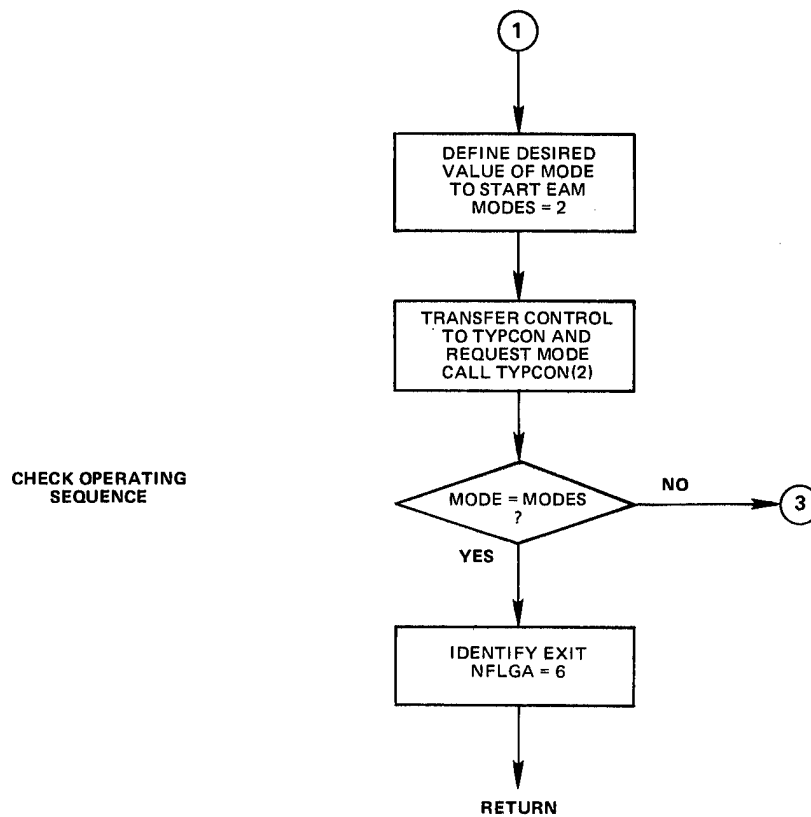 1
DEFINE DESIRED
VALUE OF MODE
TO START EAM
MODES = 2
TRANSFER CONTROL
TO TYPCON AND
REQUEST MODE
CALL TYPCON(2)
CHECK OPERATING
SEQUENCE
MODE = MODES
?
NO
3
YES
IDENTIFY EXIT
NFLGA = 6
RETURN